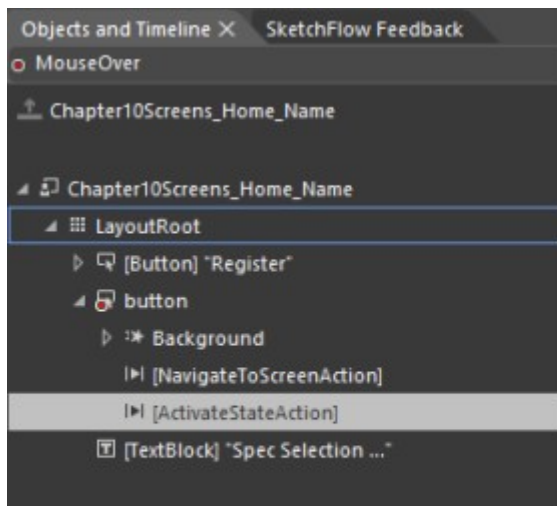 Objects and Timeline × SketchFlow Feedback
MouseOver
Chapter10Screens_Home_Name
Chapter10Screens_Home_Name
LayoutRoot
[Button] "Register"
button
Background
[NavigateToScreenAction]
[ActivateStateAction]
[TextBlock] "Spec Selection ..."